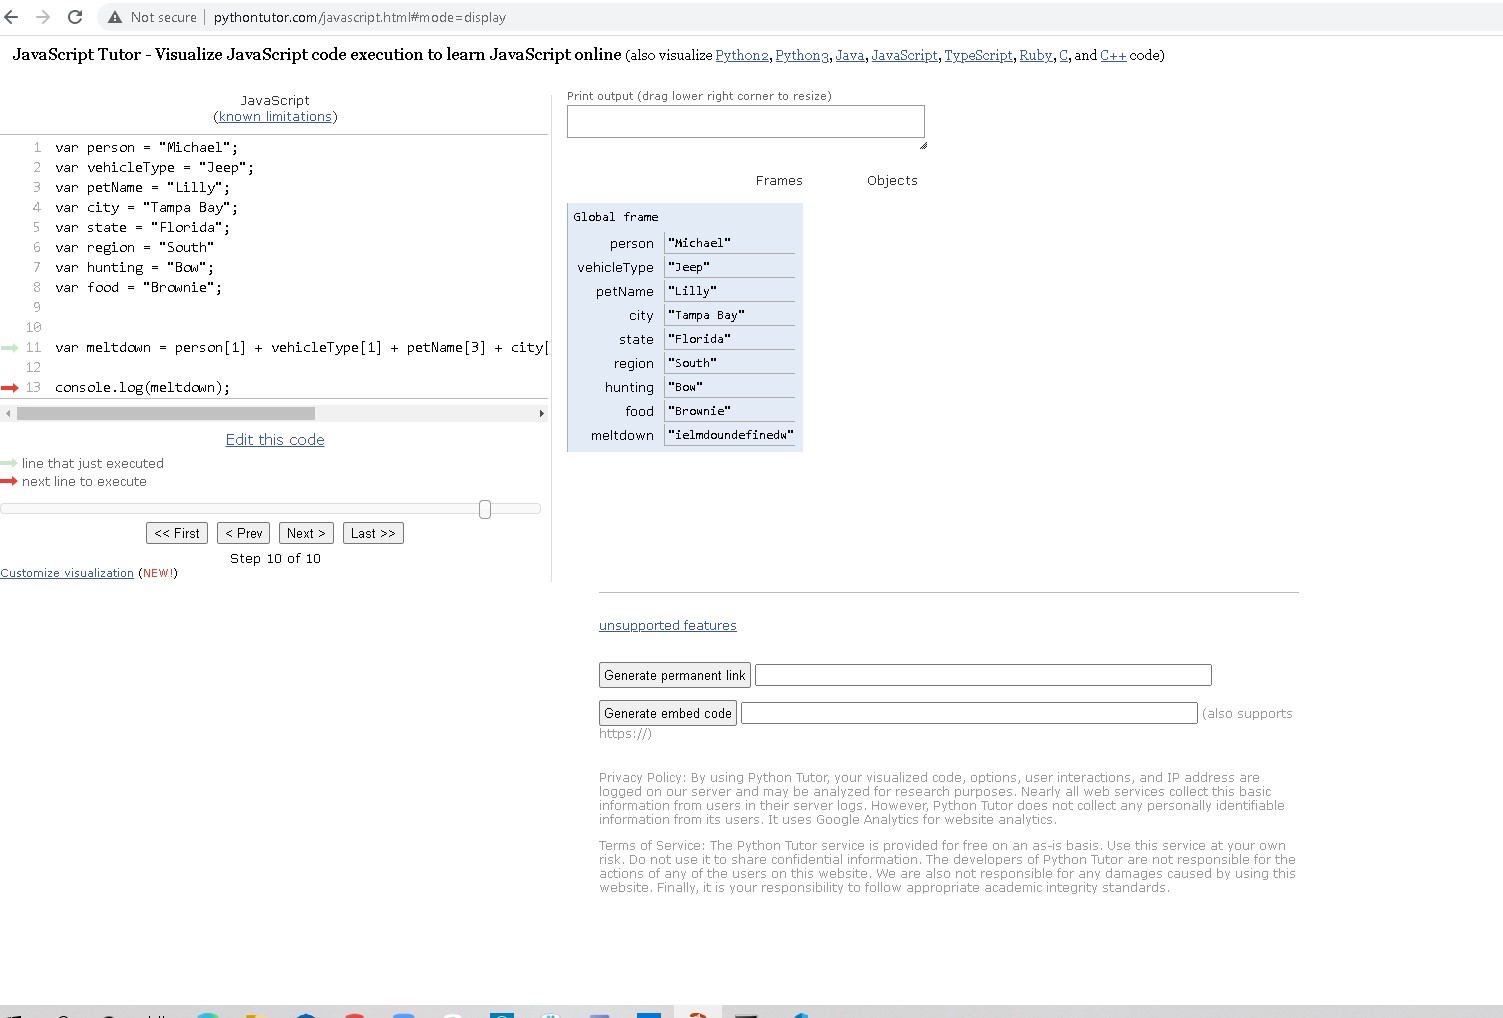 Not secure | pythontutor.com/javascript.html#mode=display
JavaScript Tutor - Visualize JavaScript code execution to learn JavaScript online (also visualize Python2, Python3, Java, JavaScript, TypeScript, Ruby, C, and C++ code)
JavaScript
(known limitations)
1 var person = "Michael";
2 var vehicleType = "Jeep";
3 var petName = "Lilly";
4 var city = "Tampa Bay";
5 var state = "Florida";
6 var region = "South"
7 var hunting = "Bow";
8 var food = "Brownie";
9
10
11 var meltdown = person[1] + vehicleType[1] + petName[3] + city[
12
13 console.log(meltdown);
Edit this code
line that just executed
next line to execute
<< First < Prev Next > Last >>
Step 10 of 10
Customize visualization (NEW!)
Print output (drag lower right corner to resize)
Frames Objects
Global frame
person "Michael"
vehicleType "Jeep"
petName "Lilly"
city "Tampa Bay"
state "Florida"
region "South"
hunting "Bow"
food "Brownie"
meltdown "ielmdoundefinedw"
unsupported features
Generate permanent link
Generate embed code (also supports
https://)
Privacy Policy: By using Python Tutor, your visualized code, options, user interactions, and IP address are
logged on our server and may be analyzed for research purposes. Nearly all web services collect this basic
information from users in their server logs. However, Python Tutor does not collect any personally identifiable
information from its users. It uses Google Analytics for website analytics.
Terms of Service: The Python Tutor service is provided for free on an as-is basis. Use this service at your own
risk. Do not use it to share confidential information. The developers of Python Tutor are not responsible for the
actions of any of the users on this website. We are also not responsible for any damages caused by using this
website. Finally, it is your responsibility to follow appropriate academic integrity standards.